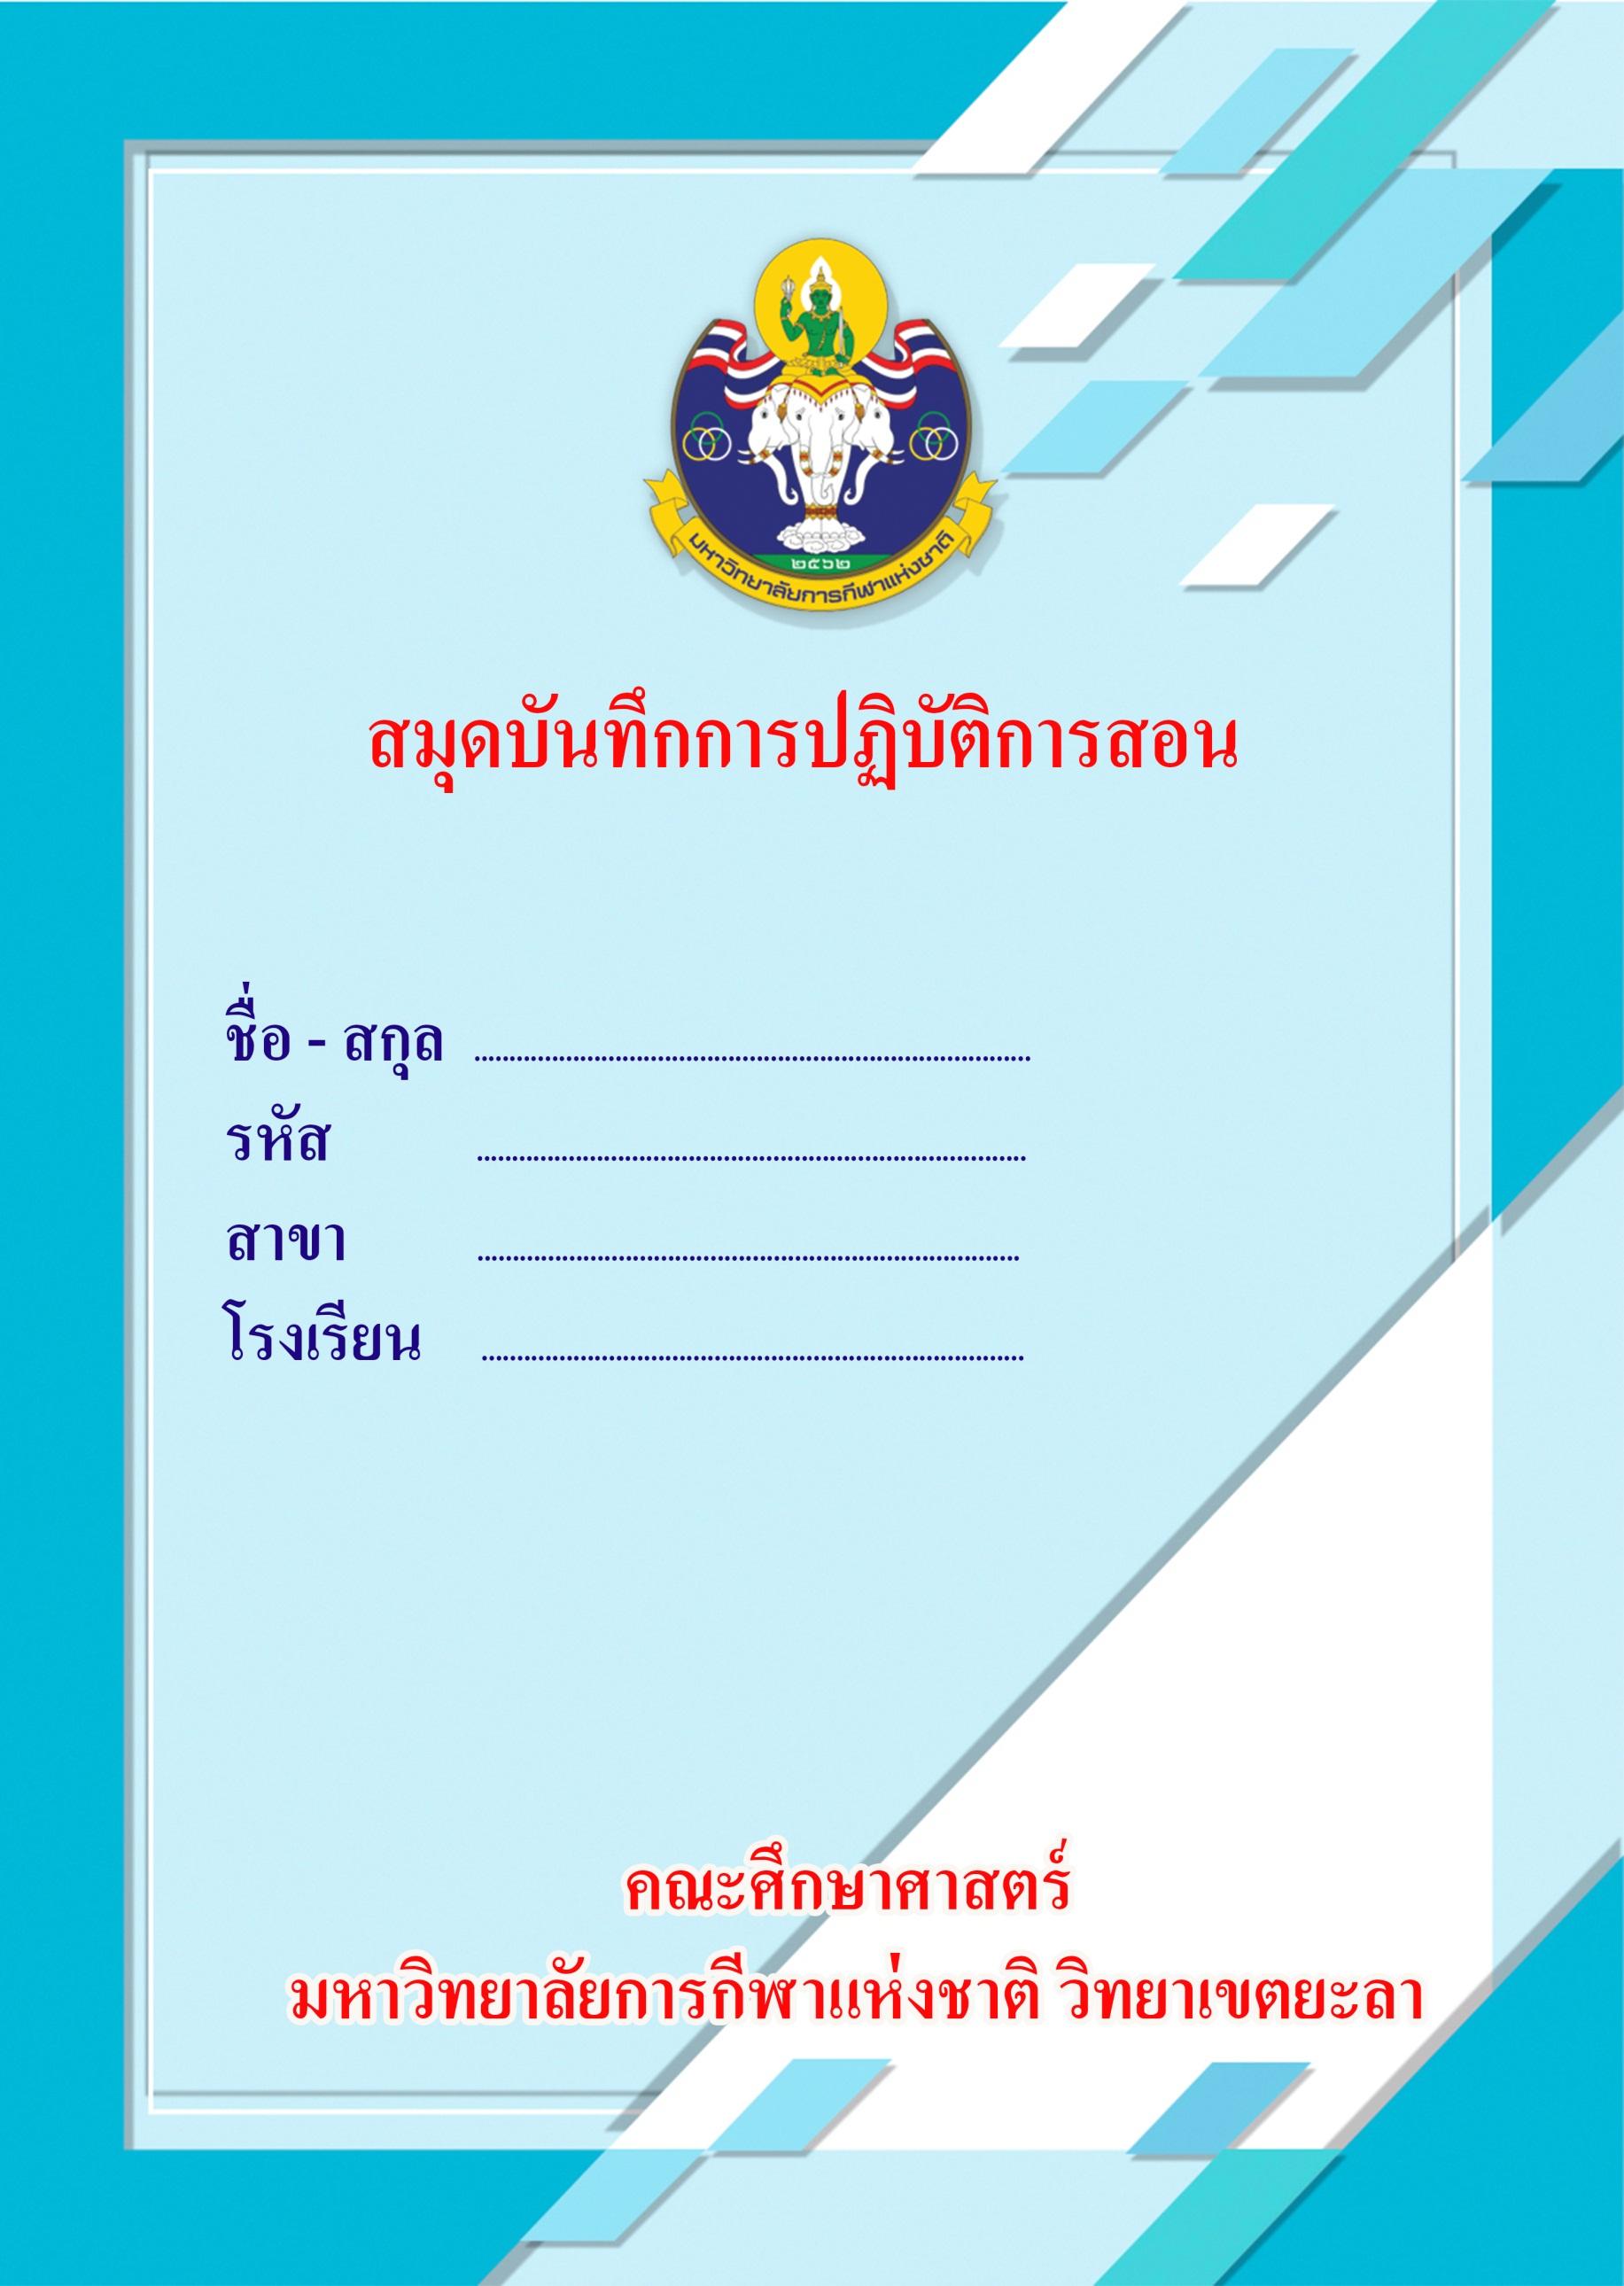 ๒๕๖๒
มหาวิทยาลัยการกีฬาแห่งชาติ
สมุดบันทึกการปฏิบัติการสอน
ชื่อ - สกุล ..............................................................................
รหัส ..............................................................................
สาขา ..............................................................................
โรงเรียน ..............................................................................
คณะศึกษาศาสตร์
มหาวิทยาลัยการกีฬาแห่งชาติ วิทยาเขตยะลา